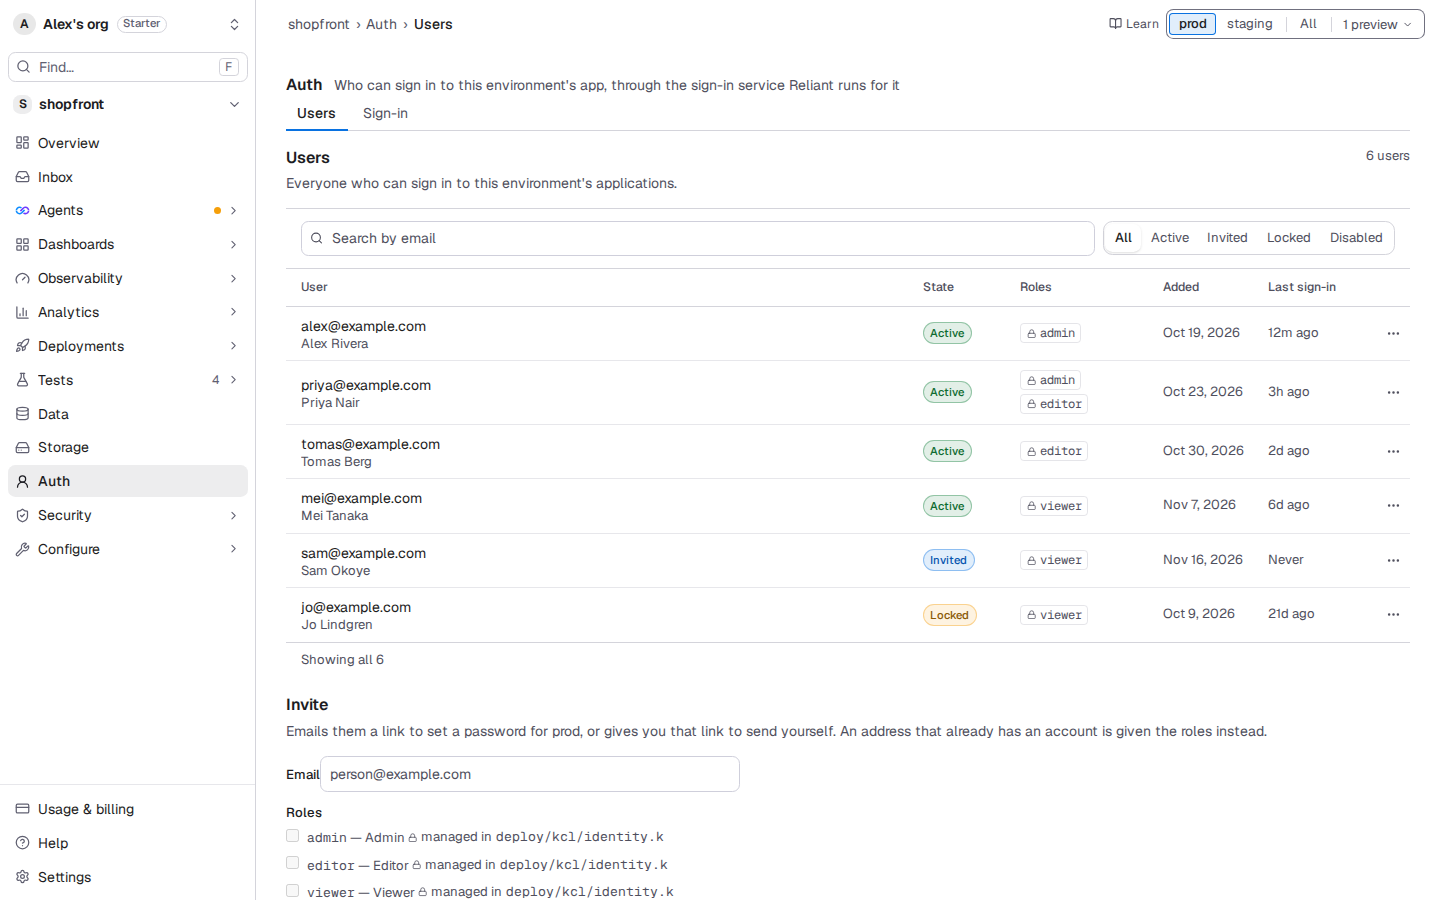 A Alex's org Starter
Find... F
S shopfront
Overview
Inbox
Agents
Dashboards
Observability
Analytics
Deployments
Tests 4
Data
Storage
Auth
Security
Configure
Usage & billing
Help
Settings
shopfront › Auth › Users
Learn prod staging All 1 preview
Auth Who can sign in to this environment's app, through the sign-in service Reliant runs for it
Users Sign-in
Users 6 users
Everyone who can sign in to this environment's applications.
Search by email All Active Invited Locked Disabled
User State Roles Added Last sign-in
alex@example.com
Alex Rivera
Active admin Oct 19, 2026 12m ago
priya@example.com
Priya Nair
Active admin editor Oct 23, 2026 3h ago
tomas@example.com
Tomas Berg
Active editor Oct 30, 2026 2d ago
mei@example.com
Mei Tanaka
Active viewer Nov 7, 2026 6d ago
sam@example.com
Sam Okoye
Invited viewer Nov 16, 2026 Never
jo@example.com
Jo Lindgren
Locked viewer Oct 9, 2026 21d ago
Showing all 6
Invite
Emails them a link to set a password for prod, or gives you that link to send yourself. An address that already has an account is given the roles instead.
Email person@example.com
Roles
admin — Admin managed in deploy/kcl/identity.k
editor — Editor managed in deploy/kcl/identity.k
viewer — Viewer managed in deploy/kcl/identity.k